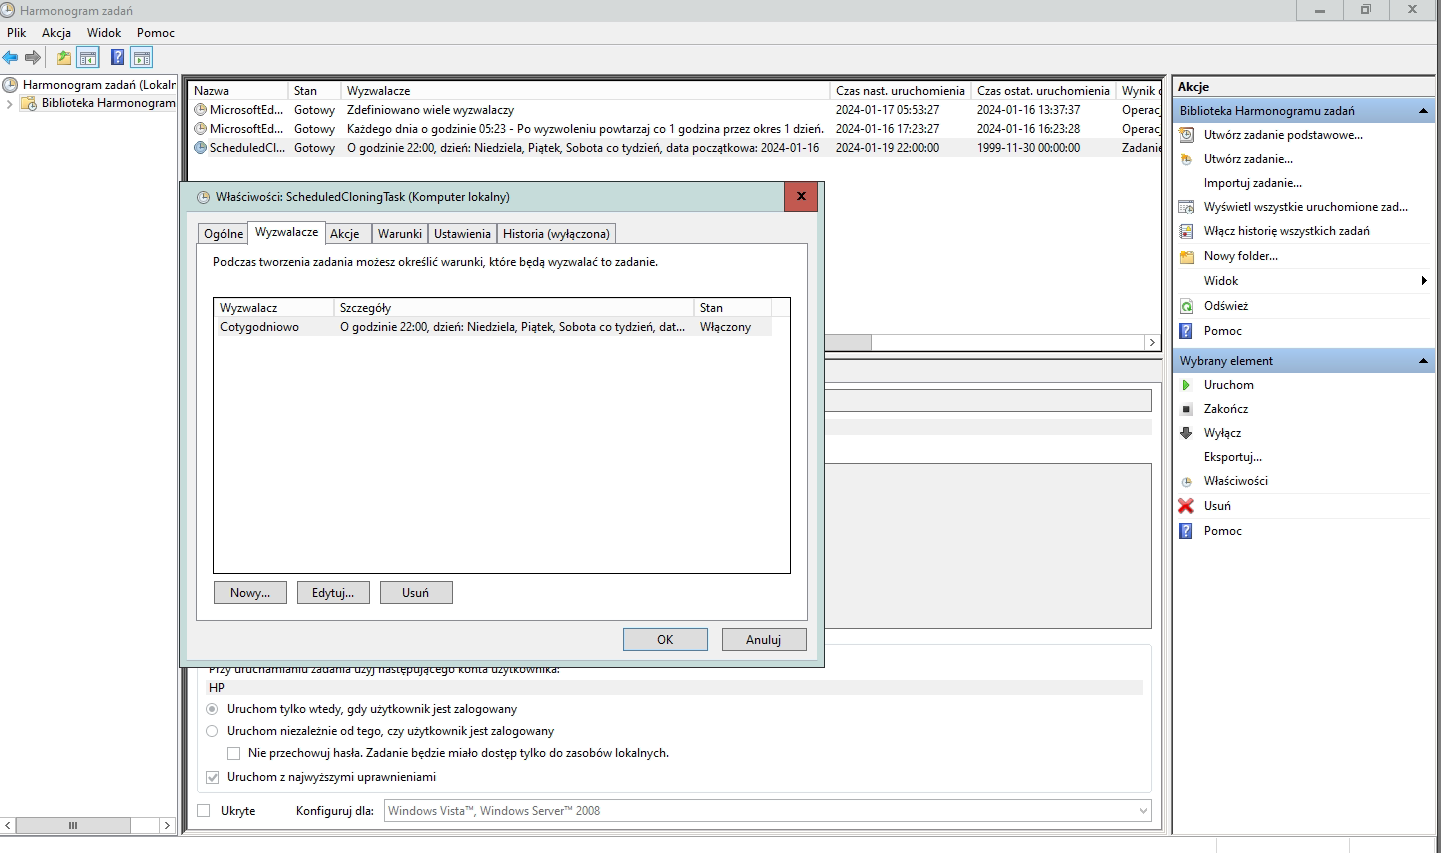 Harmonogram zadań
Plik Akcja Widok Pomoc
Harmonogram zadań (Lokaln
Biblioteka Harmonogram
Nazwa Stan Wyzwalacze Czas nast. uruchomienia Czas ostat. uruchomienia Wynik o
MicrosoftEd... Gotowy Zdefiniowano wiele wyzwalaczy 2024-01-17 05:53:27 2024-01-16 13:37:37 Operacj
MicrosoftEd... Gotowy Każdego dnia o godzinie 05:23 - Po wyzwoleniu powtarzaj co 1 godzina przez okres 1 dzień. 2024-01-16 17:23:27 2024-01-16 16:23:28 Operacj
ScheduledCl... Gotowy O godzinie 22:00, dzień: Niedziela, Piątek, Sobota co tydzień, data początkowa: 2024-01-16 2024-01-19 22:00:00 1999-11-30 00:00:00 Zadanie
Właściwości: ScheduledCloningTask (Komputer lokalny)
x
Ogólne Wyzwalacze Akcje Warunki Ustawienia Historia (wyłączona)
Podczas tworzenia zadania możesz określić warunki, które będą wyzwalać to zadanie.
Wyzwalacz Szczegóły Stan
Cotygodniowo O godzinie 22:00, dzień: Niedziela, Piątek, Sobota co tydzień, dat... Włączony
Nowy... Edytuj... Usuń
OK Anuluj
Przy uruchamianiu zadania użyj następującego konta użytkownika:
HP
Uruchom tylko wtedy, gdy użytkownik jest zalogowany
Uruchom niezależnie od tego, czy użytkownik jest zalogowany
Nie przechowuj hasła. Zadanie będzie miało dostęp tylko do zasobów lokalnych.
Uruchom z najwyższymi uprawnieniami
Ukryte Konfiguruj dla: Windows Vista™, Windows Server™ 2008
Akcje
Biblioteka Harmonogramu zadań
Utwórz zadanie podstawowe...
Utwórz zadanie...
Importuj zadanie...
Wyświetl wszystkie uruchomione zad...
Włącz historię wszystkich zadań
Nowy folder...
Widok
Odśwież
Pomoc
Wybrany element
Uruchom
Zakończ
Wyłącz
Eksportuj...
Właściwości
Usuń
Pomoc